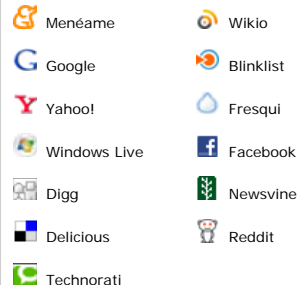 Menéame Wikio
Google Blinklist
Yahoo! Fresqui
Windows Live Facebook
Digg Newsvine
Delicious Reddit
Technorati